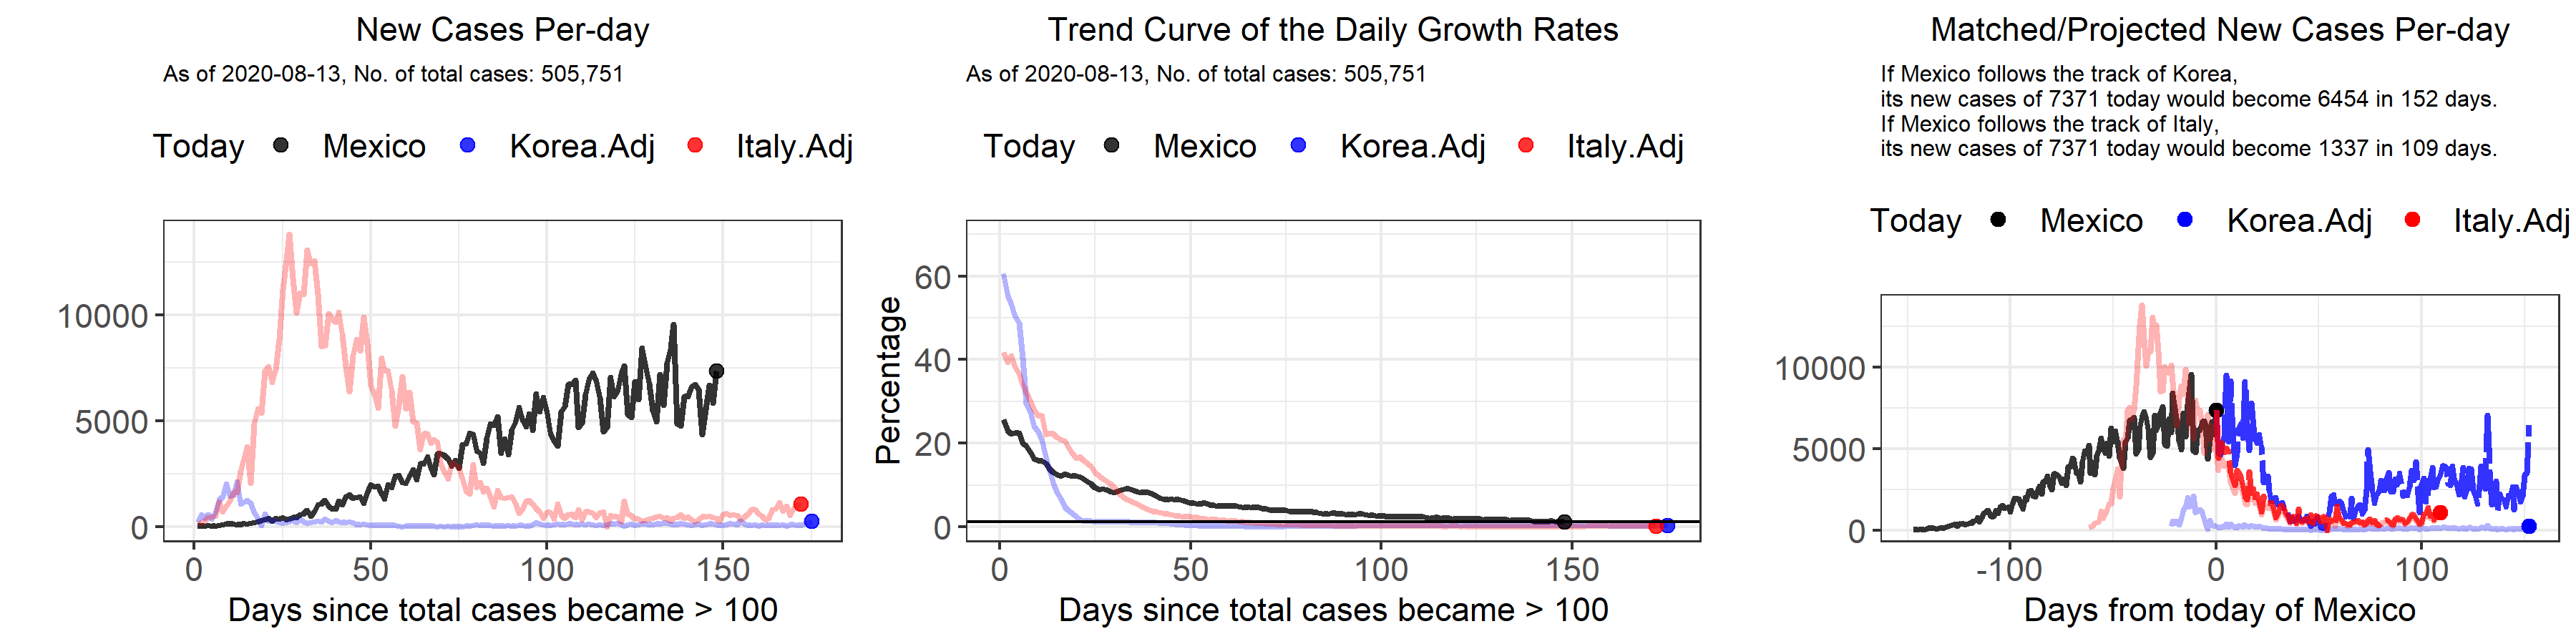 New Cases Per-day
As of 2020-08-13, No. of total cases: 505,751
Today Mexico Korea.Adj Italy.Adj
10000
5000
0
0 50 100 150
Days since total cases became > 100
Trend Curve of the Daily Growth Rates
As of 2020-08-13, No. of total cases: 505,751
Today Mexico Korea.Adj Italy.Adj
Percentage
60
40
20
0
0 50 100 150
Days since total cases became > 100
Matched/Projected New Cases Per-day
If Mexico follows the track of Korea,
its new cases of 7371 today would become 6454 in 152 days.
If Mexico follows the track of Italy,
its new cases of 7371 today would become 1337 in 109 days.
Today Mexico Korea.Adj Italy.Adj
10000
5000
0
-100 0 100
Days from today of Mexico